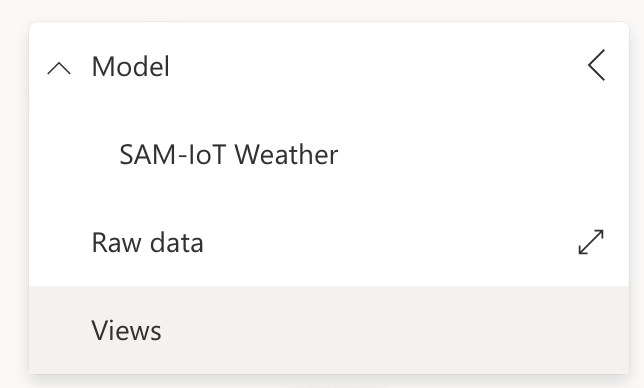 Model
SAM-IoT Weather
Raw data
Views